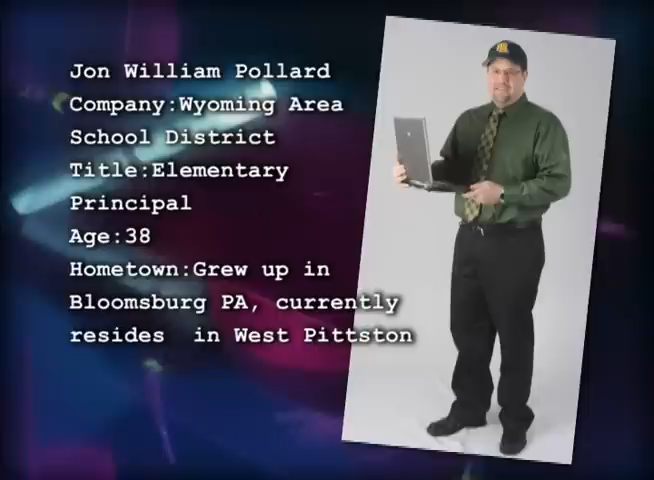 Jon William Pollard
Company:Wyoming Area
School District
Title:Elementary
Principal
Age:38
Hometown:Grew up in
Bloomsburg PA, currently
resides  in West Pittston